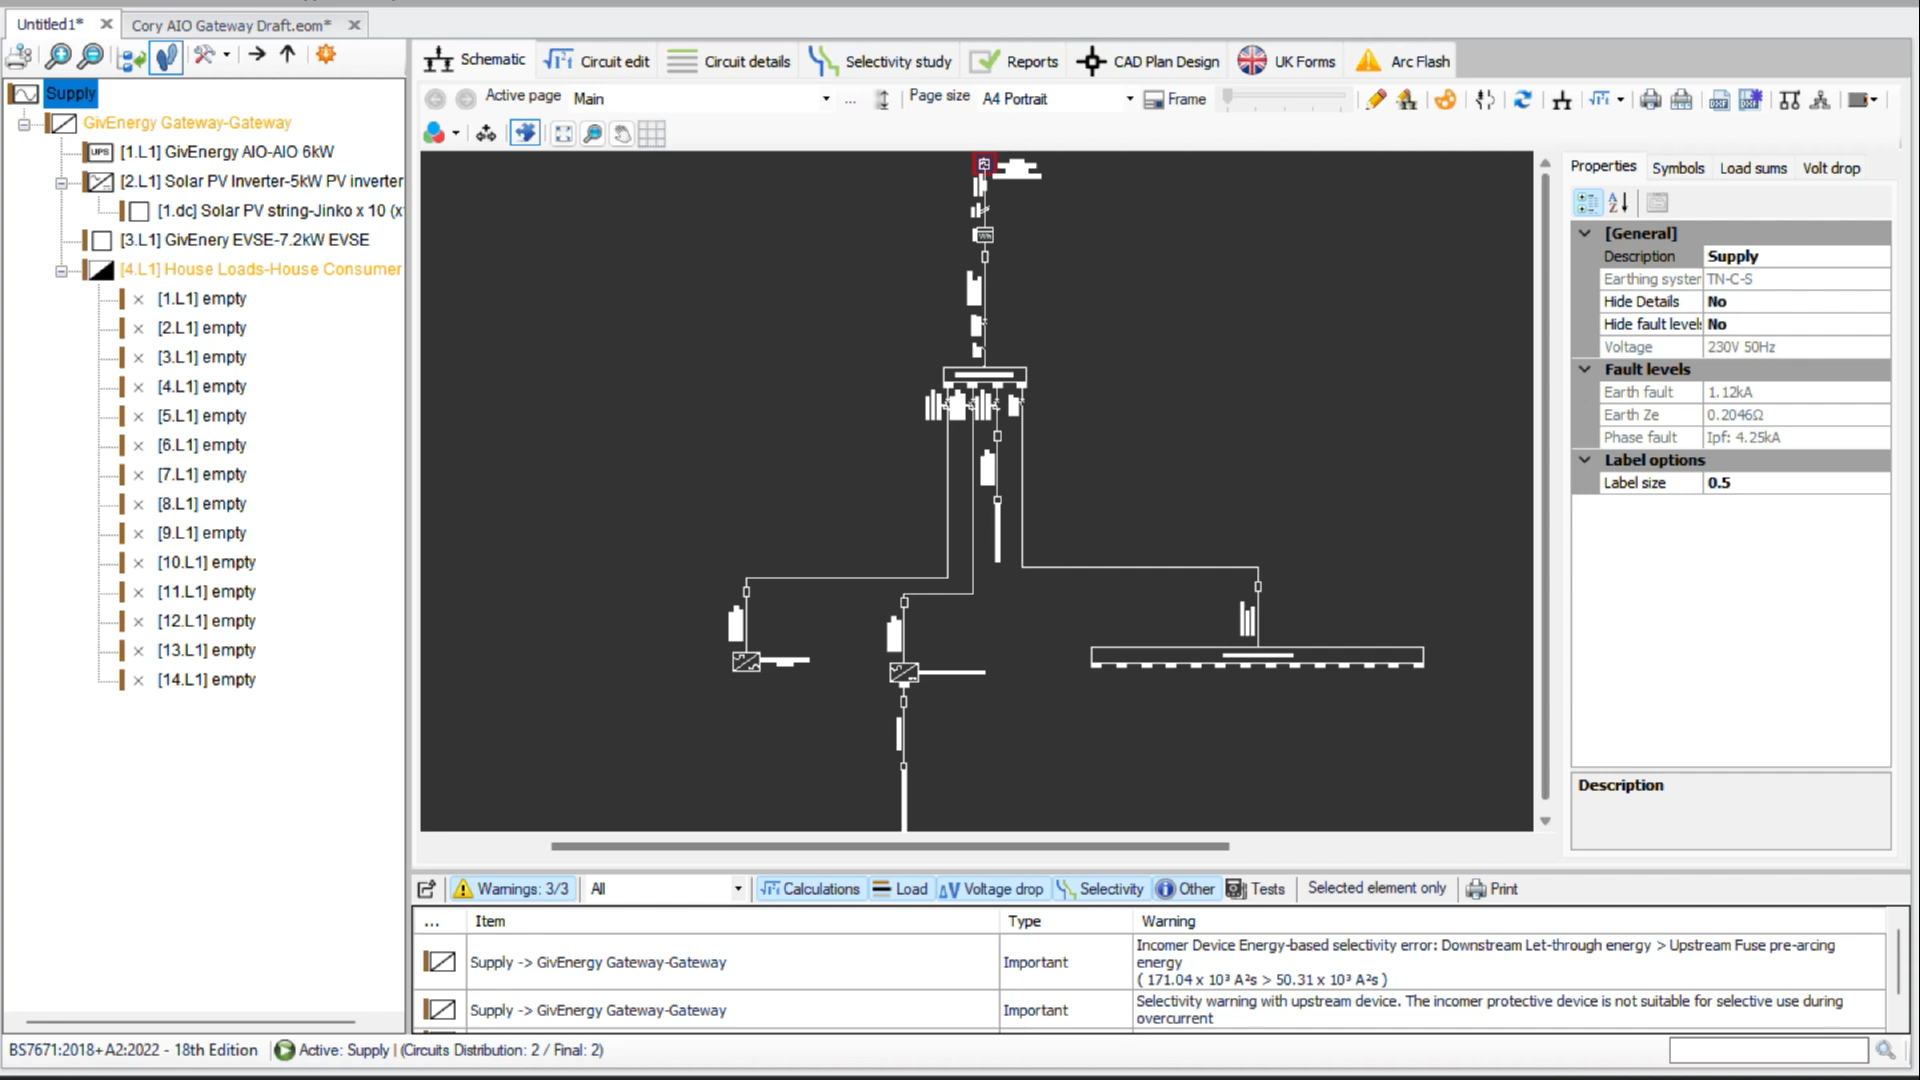 Untitled1*
Cory AIO Gateway Draft.eom*
Schematic
Circuit edit
Circuit details
Selectivity study
Reports
CAD Plan Design
UK Forms
Arc Flash
Active page
Main
...
Page size
A4 Portrait
Frame
Supply
GivEnergy Gateway-Gateway
UPS
[1.L1] GivEnergy AIO-AIO 6kW
[2.L1] Solar PV Inverter-5kW PV inverter
[1.dc] Solar PV string-Jinko x 10 (x
[3.L1] GivEnery EVSE-7.2kW EVSE
[4.L1] House Loads-House Consumer
[1.L1] empty
[2.L1] empty
[3.L1] empty
[4.L1] empty
[5.L1] empty
[6.L1] empty
[7.L1] empty
[8.L1] empty
[9.L1] empty
[10.L1] empty
[11.L1] empty
[12.L1] empty
[13.L1] empty
[14.L1] empty
Properties
Symbols
Load sums
Volt drop
[General]
Description Supply
Earthing syster TN-C-S
Hide Details No
Hide fault levels No
Voltage 230V 50Hz
Fault levels
Earth fault 1.12kA
Earth Ze 0.2046Ω
Phase fault Ipf: 4.25kA
Label options
Label size 0.5
Description
Warnings: 3/3
All
Calculations
Load
Voltage drop
Selectivity
Other
Tests
Selected element only
Print
... Item Type Warning
Supply -> GivEnergy Gateway-Gateway
Important
Incomer Device Energy-based selectivity error: Downstream Let-through energy > Upstream Fuse pre-arcing
energy
( 171.04 x 10³ A²s > 50.31 x 10³ A²s )
Supply -> GivEnergy Gateway-Gateway
Important
Selectivity warning with upstream device. The incomer protective device is not suitable for selective use during
overcurrent
BS7671:2018+A2:2022 - 18th Edition
Active: Supply | (Circuits Distribution: 2 / Final: 2)